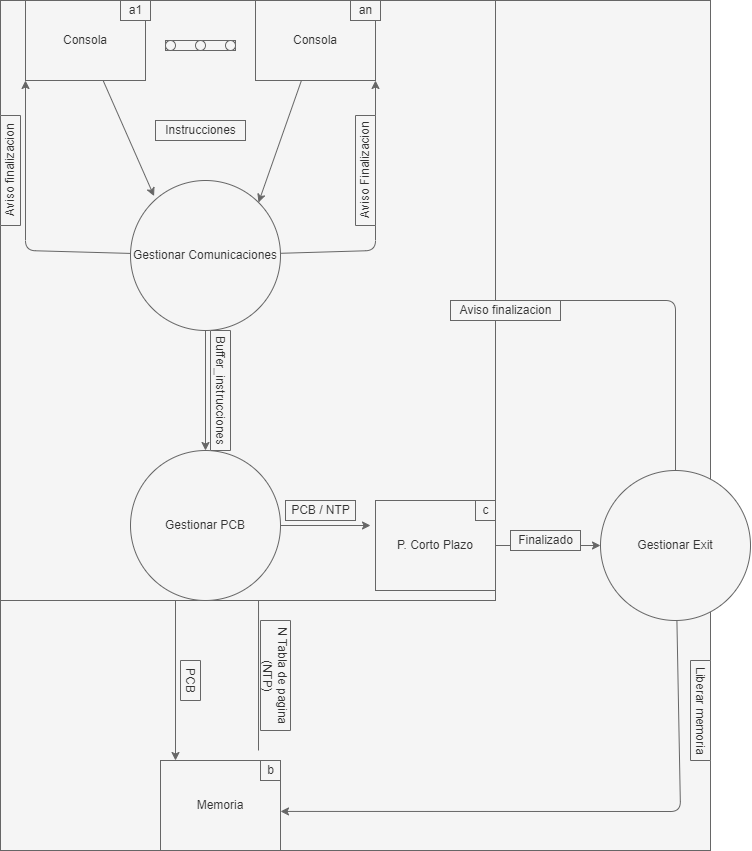 a1
an
Consola
Consola
Instrucciones
Aviso finalizacion
Aviso Finalizacion
Gestionar Comunicaciones
Aviso finalizacion
Buffer_instrucciones
PCB / NTP
c
Gestionar PCB
P. Corto Plazo
Finalizado
Gestionar Exit
PCB
N Tabla de pagina
(NTP)
Liberar memoria
b
Memoria